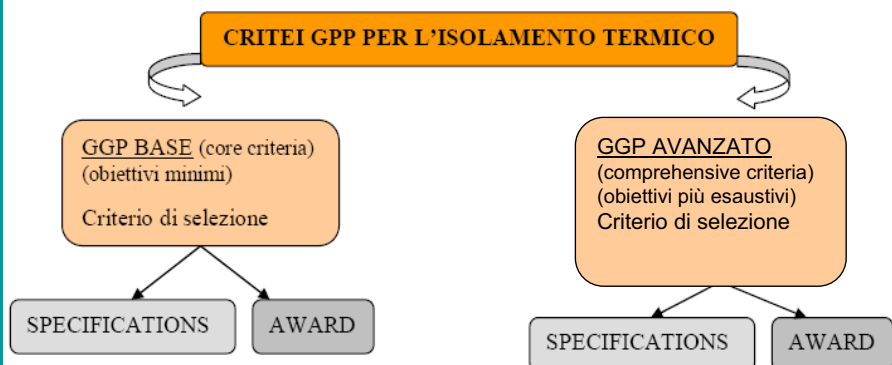 CRITEI GPP PER L'ISOLAMENTO TERMICO
GGP BASE (core criteria)
(obiettivi minimi)
Criterio di selezione
SPECIFICATIONS
AWARD
GGP AVANZATO
(comprehensive criteria)
(obiettivi più esaustivi)
Criterio di selezione
SPECIFICATIONS
AWARD